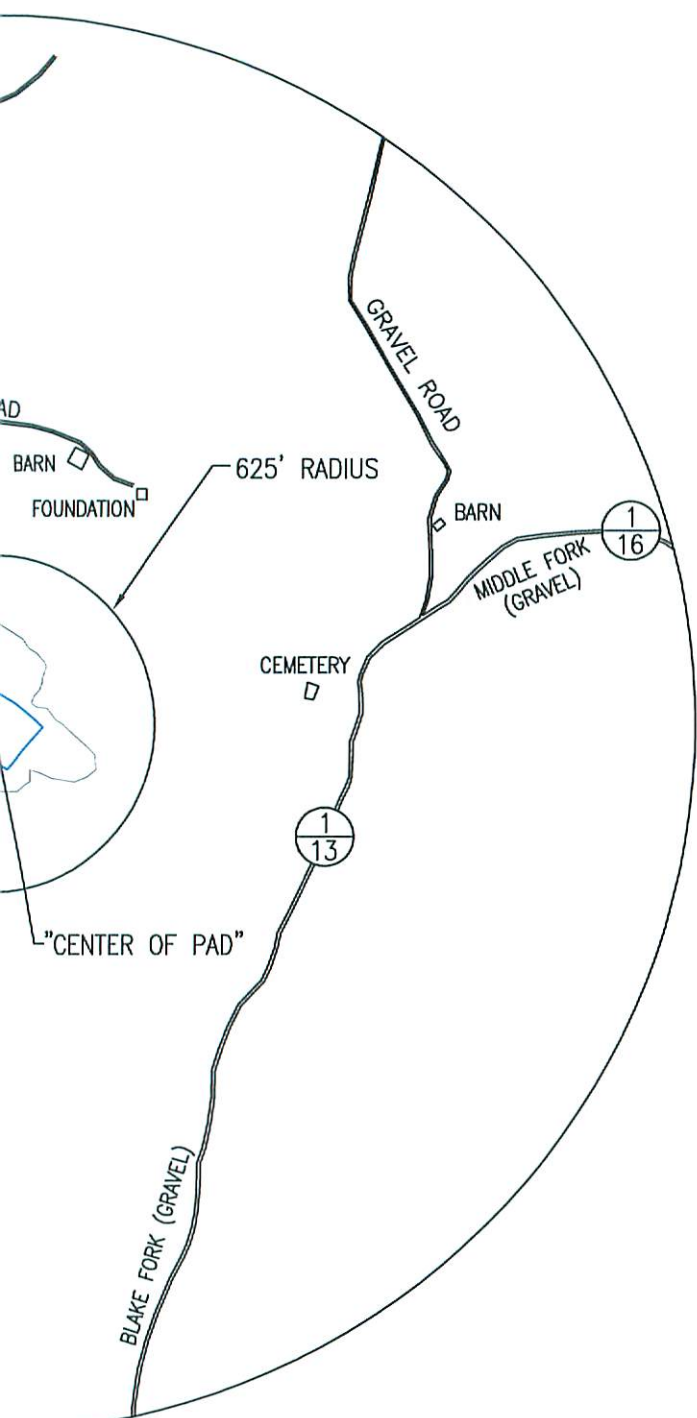 GRAVEL ROAD
AD
BARN
625' RADIUS
FOUNDATION
BARN
1
16
MIDDLE FORK
(GRAVEL)
CEMETERY
1
13
"CENTER OF PAD"
BLAKE FORK (GRAVEL)